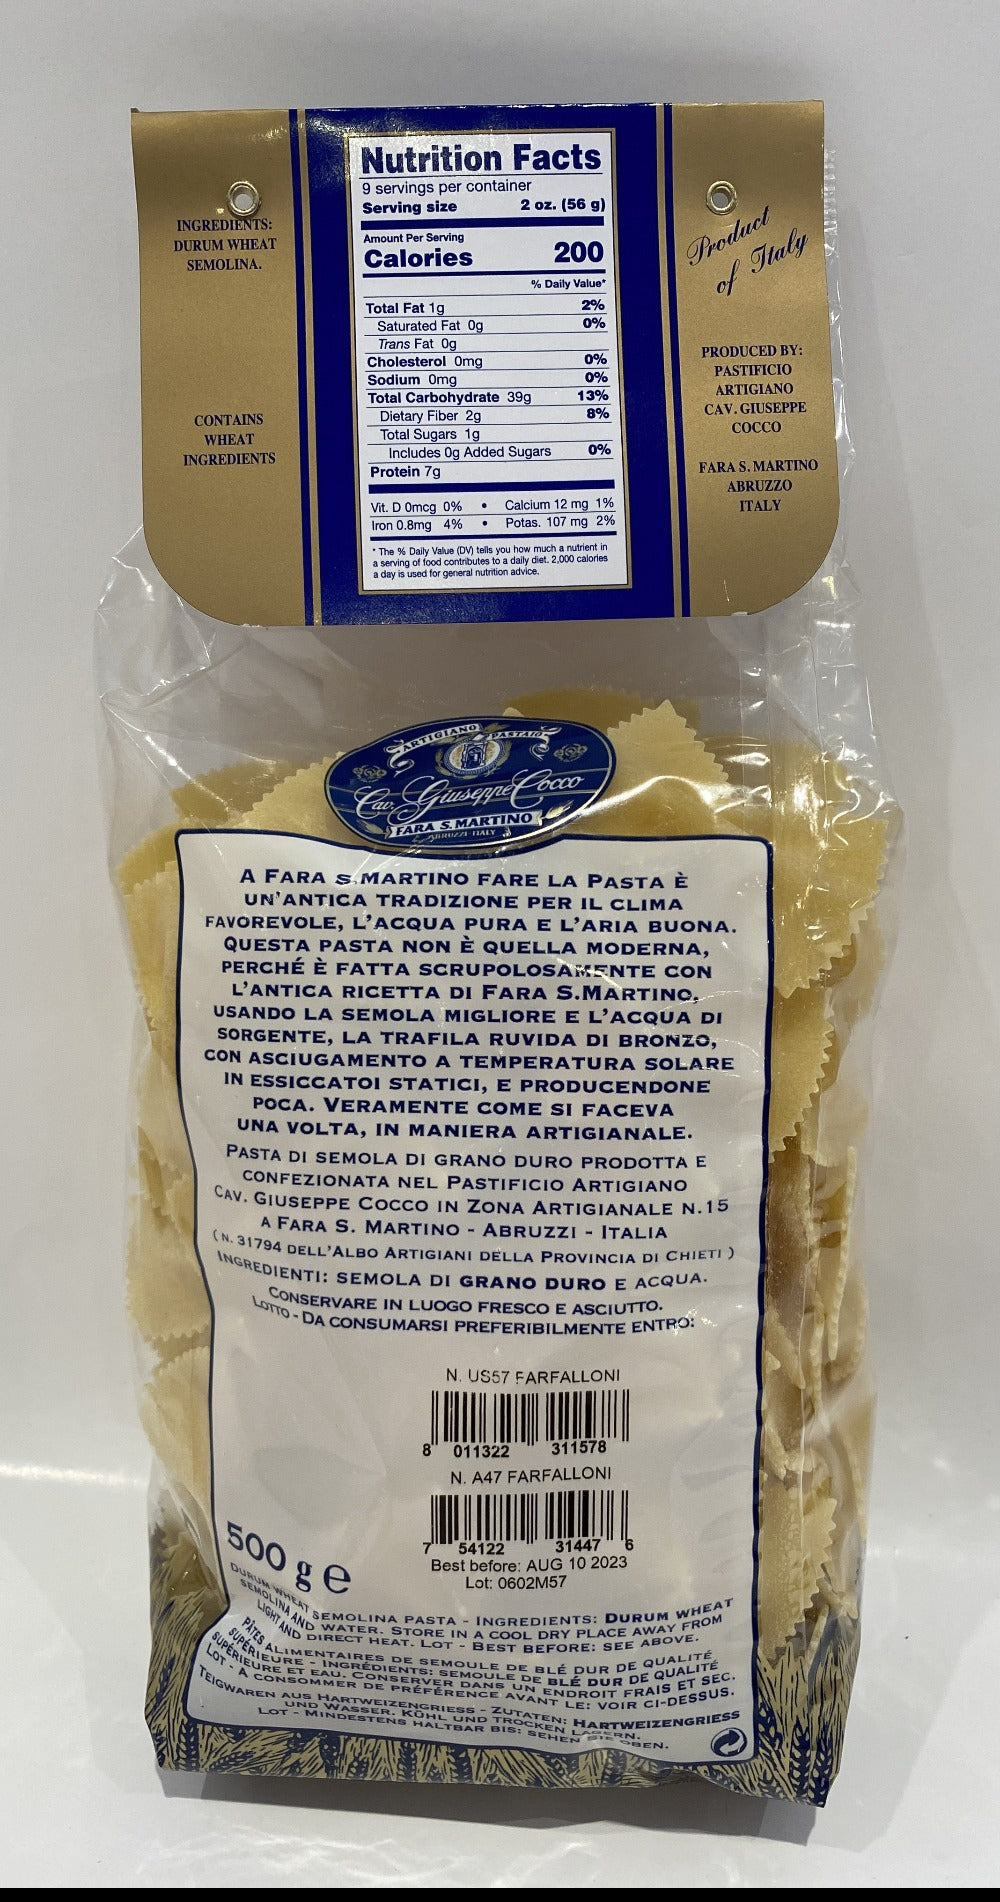 INGREDIENTS:
DURUM WHEAT
SEMOLINA.
CONTAINS
WHEAT
INGREDIENTS
Nutrition Facts
9 servings per container
Serving size 2 oz. (56 g)
Amount Per Serving
Calories 200
% Daily Value*
Total Fat 1g 2%
Saturated Fat 0g 0%
Trans Fat 0g
Cholesterol 0mg 0%
Sodium 0mg 0%
Total Carbohydrate 39g 13%
Dietary Fiber 2g 8%
Total Sugars 1g
Includes 0g Added Sugars 0%
Protein 7g
Vit. D 0mcg 0% • Calcium 12 mg 1%
Iron 0.8mg 4% • Potas. 107 mg 2%
* The % Daily Value (DV) tells you how much a nutrient in
a serving of food contributes to a daily diet. 2,000 calories
a day is used for general nutrition advice.
Product
of Italy
PRODUCED BY:
PASTIFICIO
ARTIGIANO
CAV. GIUSEPPE
COCCO
FARA S. MARTINO
ABRUZZO
ITALY
ARTIGIANO PASTAIO
Cav. Giuseppe Cocco
FARA S. MARTINO
ABRUZZI-ITALY
A FARA S.MARTINO FARE LA PASTA È
UN'ANTICA TRADIZIONE PER IL CLIMA
FAVOREVOLE, L'ACQUA PURA E L'ARIA BUONA.
QUESTA PASTA NON È QUELLA MODERNA,
PERCHÉ È FATTA SCRUPOLOSAMENTE CON
L'ANTICA RICETTA DI FARA S.MARTINO,
USANDO LA SEMOLA MIGLIORE E L'ACQUA DI
SORGENTE, LA TRAFILA RUVIDA DI BRONZO,
CON ASCIUGAMENTO A TEMPERATURA SOLARE
IN ESSICCATOI STATICI, E PRODUCENDONE
POCA. VERAMENTE COME SI FACEVA
UNA VOLTA, IN MANIERA ARTIGIANALE.
PASTA DI SEMOLA DI GRANO DURO PRODOTTA E
CONFEZIONATA NEL PASTIFICIO ARTIGIANO
CAV. GIUSEPPE COCCO IN ZONA ARTIGIANALE N.15
A FARA S. MARTINO - ABRUZZI - ITALIA
(N. 31794 DELL'ALBO ARTIGIANI DELLA PROVINCIA DI CHIETI)
INGREDIENTI: SEMOLA DI GRANO DURO E ACQUA.
CONSERVARE IN LUOGO FRESCO E ASCIUTTO.
LOTTO - DA CONSUMARSI PREFERIBILMENTE ENTRO:
N. US57 FARFALLONI
8 011322 311578
N. A47 FARFALLONI
7 54122 31447 6
Best before: AUG 10 2023
Lot: 0602M57
500 g e
DURUM WHEAT SEMOLINA PASTA - INGREDIENTS: DURUM WHEAT
SEMOLINA AND WATER. STORE IN A COOL DRY PLACE AWAY FROM
LIGHT AND DIRECT HEAT. LOT - BEST BEFORE: SEE ABOVE.
PÂTES ALIMENTAIRES DE SEMOULE DE BLÉ DUR DE QUALITÉ
SUPÉRIEURE - INGRÉDIENTS: SEMOULE DE BLÉ DUR DE QUALITÉ
SUPÉRIEURE ET EAU. CONSERVER DANS UN ENDROIT FRAIS ET SEC.
LOT - A CONSOMMER DE PRÉFÉRENCE AVANT LE: VOIR CI-DESSUS.
TEIGWAREN AUS HARTWEIZENGRIESS - ZUTATEN: HARTWEIZENGRIESS
UND WASSER. KÜHL UND TROCKEN LAGERN.
LOT - MINDESTENS HALTBAR BIS: SEHEN SIE OBEN.